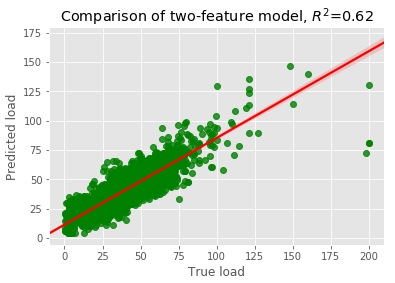 Comparison of two-feature model, R²=0.62
175
150
125
100
75
50
25
0
Predicted load
0 25 50 75 100 125 150 175 200
True load